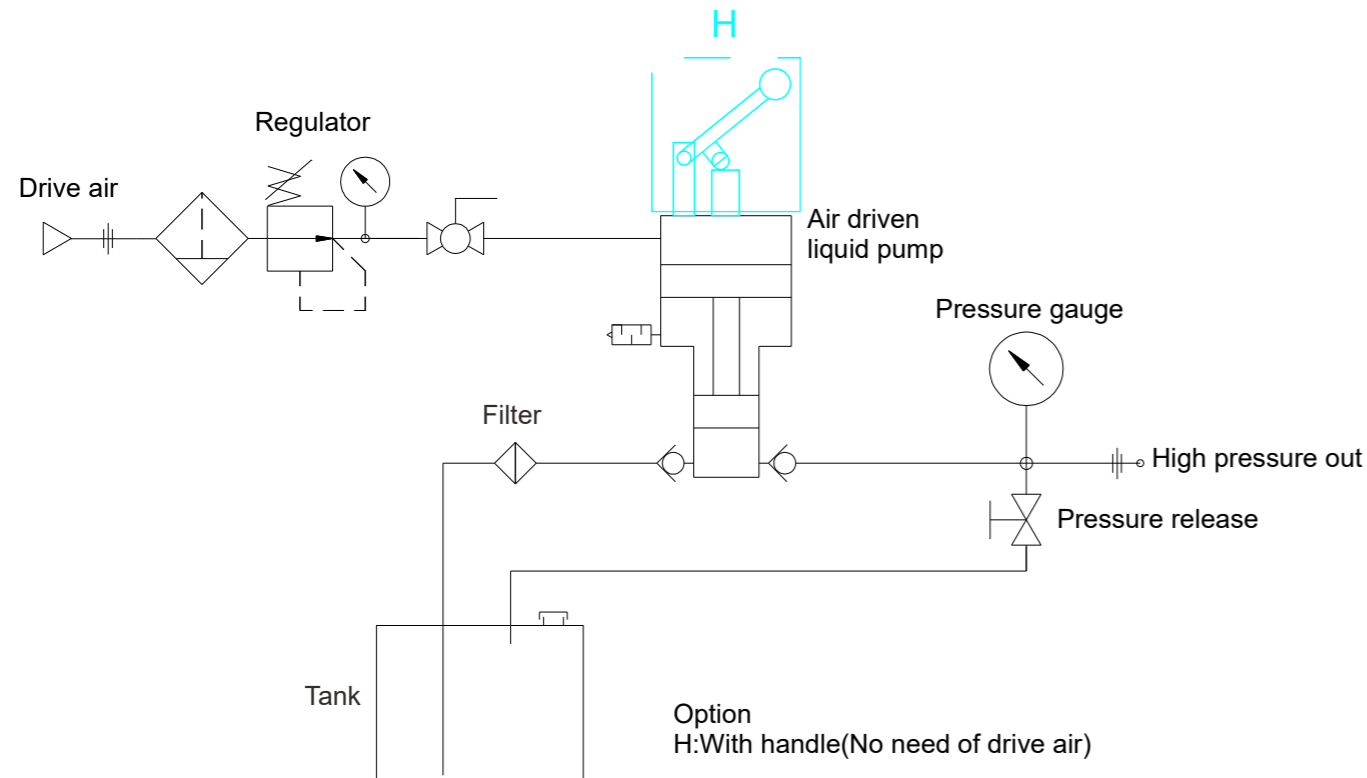 H
Regulator
Drive air
Air driven
liquid pump
Pressure gauge
Filter
High pressure out
Pressure release
Tank
Option
H:With handle(No need of drive air)